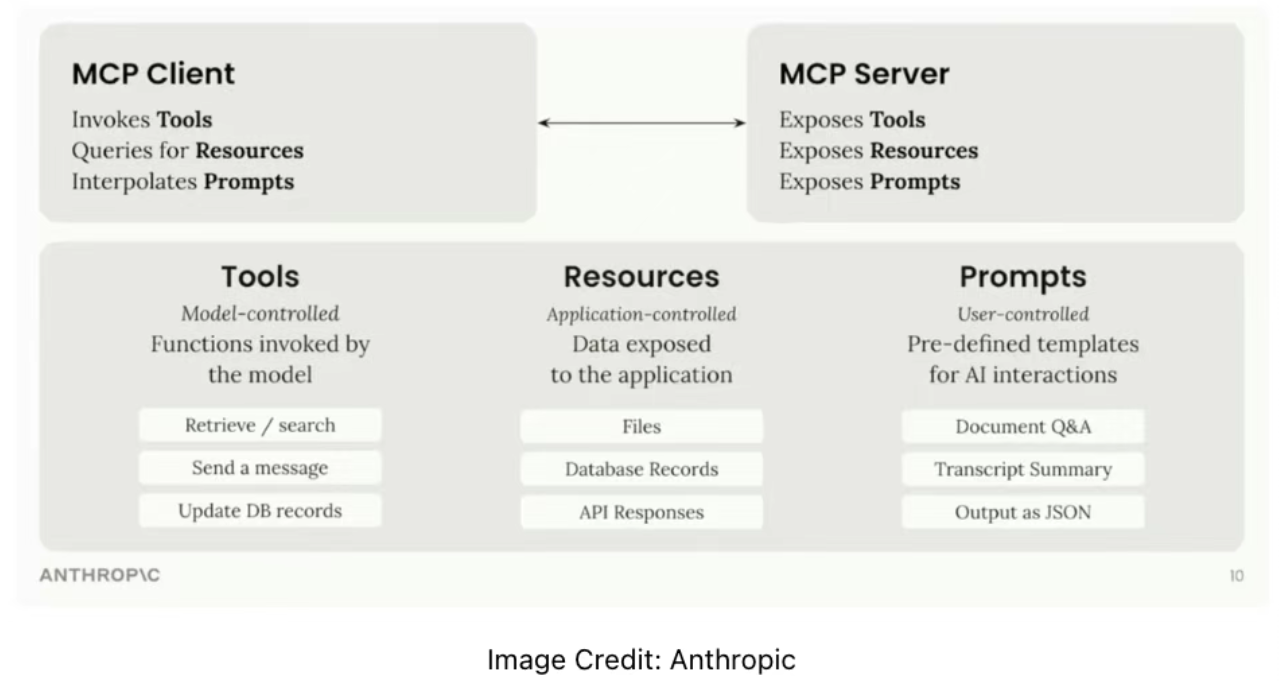 MCP Client
Invokes Tools
Queries for Resources
Interpolates Prompts
MCP Server
Exposes Tools
Exposes Resources
Exposes Prompts
Tools
Model-controlled
Functions invoked by
the model
Retrieve / search
Send a message
Update DB records
Resources
Application-controlled
Data exposed
to the application
Files
Database Records
API Responses
Prompts
User-controlled
Pre-defined templates
for AI interactions
Document Q&A
Transcript Summary
Output as JSON
ANTHROP\C
10
Image Credit: Anthropic